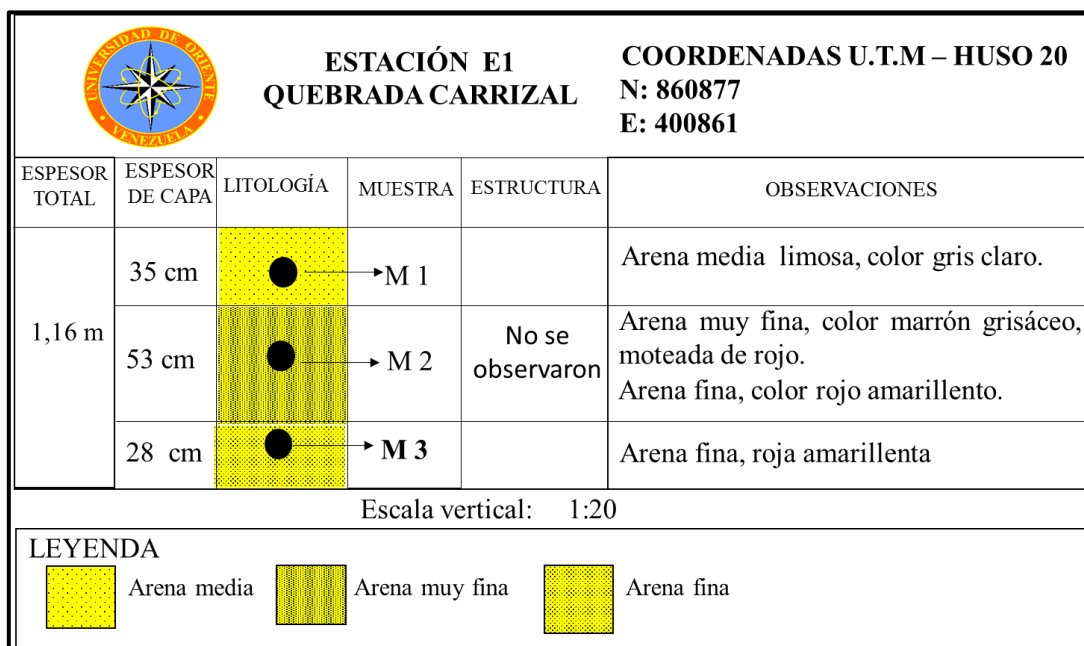 UNIVERSIDAD DE ORIENTE
VENEZUELA
ESTACIÓN E1
QUEBRADA CARRIZAL
COORDENADAS U.T.M – HUSO 20
N: 860877
E: 400861
ESPESOR TOTAL
ESPESOR DE CAPA
LITOLOGÍA
MUESTRA
ESTRUCTURA
OBSERVACIONES
1,16 m
35 cm
M 1
Arena media limosa, color gris claro.
53 cm
M 2
No se
observaron
Arena muy fina, color marrón grisáceo,
moteada de rojo.
Arena fina, color rojo amarillento.
28 cm
M 3
Arena fina, roja amarillenta
Escala vertical: 1:20
LEYENDA
Arena media
Arena muy fina
Arena fina